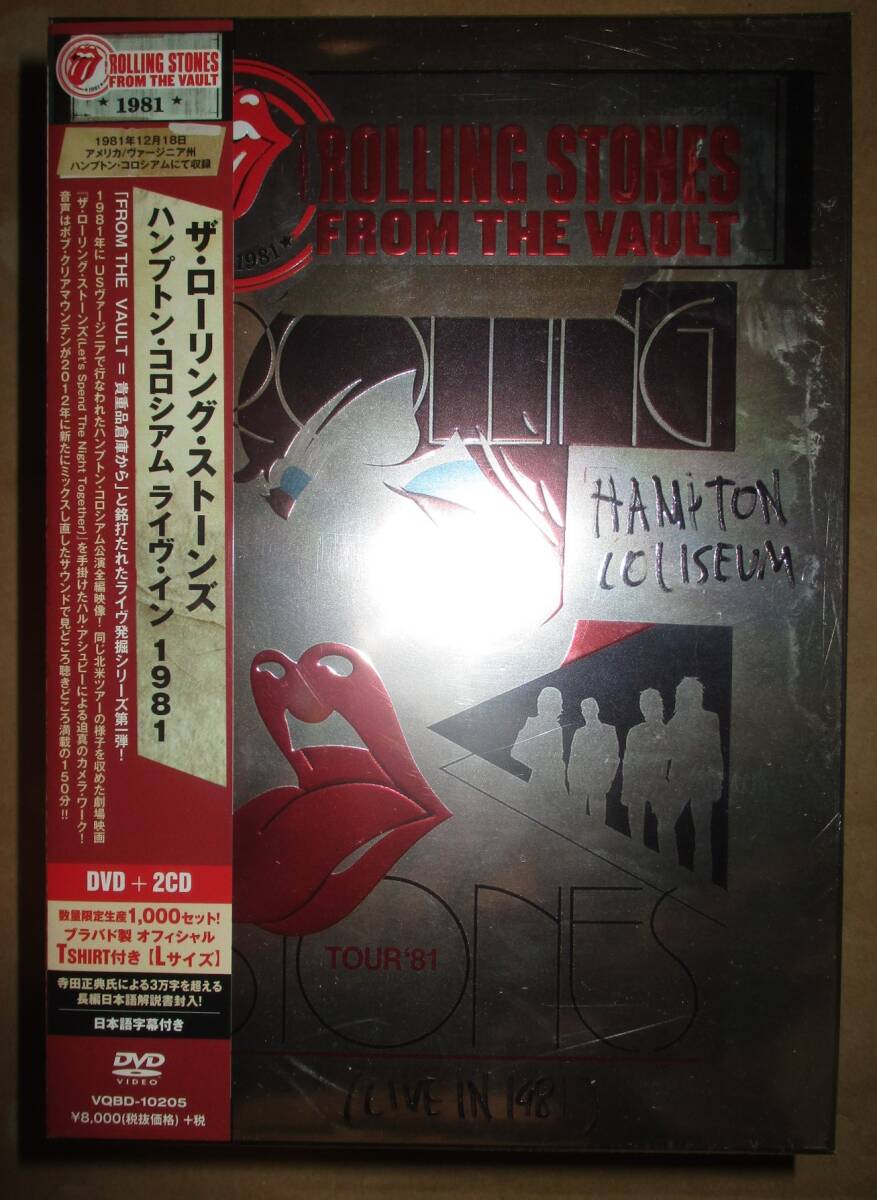 ROLLING STONES
FROM THE VAULT
★ 1981 ★
1981年12月18日
アメリカ/ヴァージニア州
ハンプトン・コロシアムにて収録
ザ・ローリング・ストーンズ
ハンプトン・コロシアム ライヴ・イン 1981
「FROM THE VAULT = 貴重品倉庫から」と銘打たれたライヴ発掘シリーズ第一弾!
1981年に USヴァージニアで行なわれたハンプトン・コロシアム公演全編映像! 同じ北米ツアーの様子を収めた劇場映画
『ザ・ローリング・ストーンズ(Let's Spend The Night Together)』を手掛けたハル・アシュビーによる迫真のカメラ・ワーク!
音声はボブ・クリアマウンテンが2012年に新たにミックスし直したサウンドで見どころ聴きどころ満載の150分!!
DVD + 2CD
数量限定生産1,000セット!
ブラバド製 オフィシャル
TSHIRT付き【Lサイズ】
寺田正典氏による3万字を超える
長編日本語解説書封入!
日本語字幕付き
DVD
VIDEO
VQBD-10205
¥8,000(税抜価格) +税
ROLLING STONES
FROM THE VAULT
1981★
ROLLING
HAMPTON
COLISEUM
TOUR '81
STONES
(LIVE IN 1981)